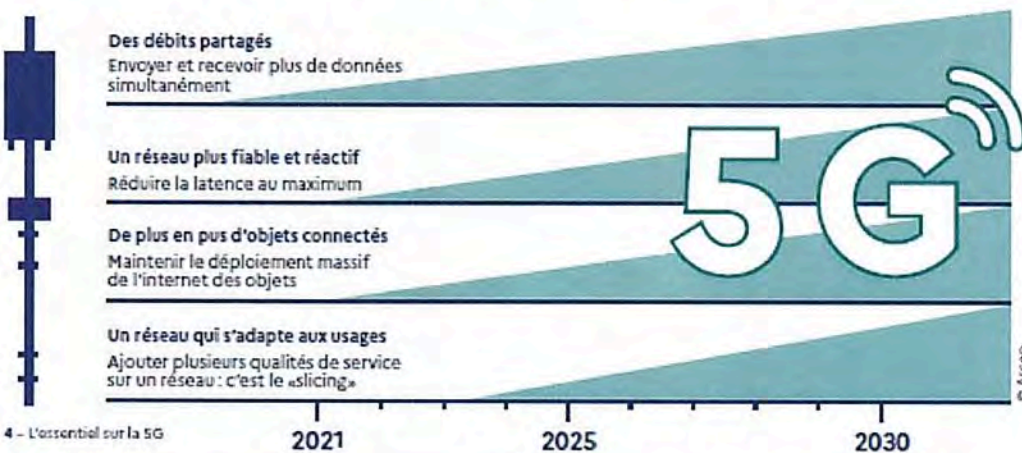 Des débits partagés
Envoyer et recevoir plus de données
simultanément
Un réseau plus fiable et réactif
Réduire la latence au maximum
De plus en pus d'objets connectés
Maintenir le déploiement massif
de l'internet des objets
Un réseau qui s'adapte aux usages
Ajouter plusieurs qualités de service
sur un réseau : c'est le «slicing»
5G
© Arcep
4 – L'essentiel sur la 5G
2021
2025
2030